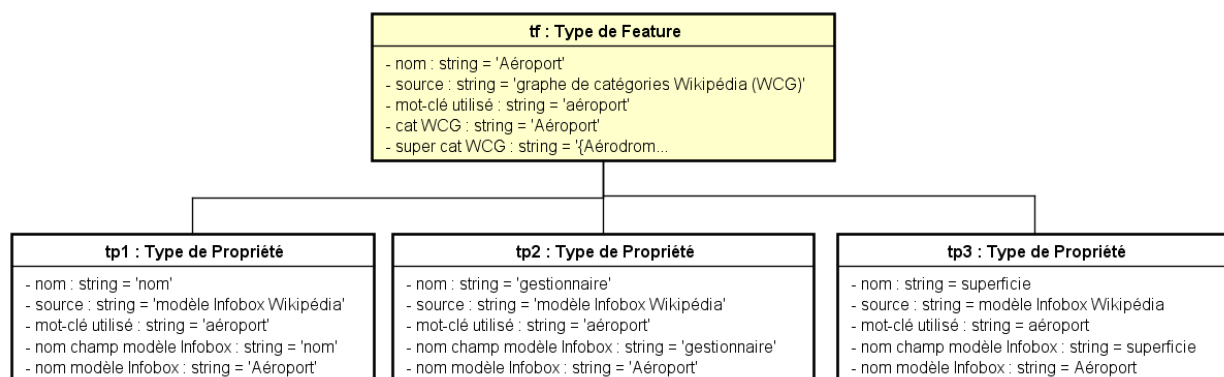 tf : Type de Feature
- nom : string = 'Aéroport'
- source : string = 'graphe de catégories Wikipédia (WCG)'
- mot-clé utilisé : string = 'aéroport'
- cat WCG : string = 'Aéroport'
- super cat WCG : string = '{Aérodrom...
tp1 : Type de Propriété
- nom : string = 'nom'
- source : string = 'modèle Infobox Wikipédia'
- mot-clé utilisé : string = 'aéroport'
- nom champ modèle Infobox : string = 'nom'
- nom modèle Infobox : string = 'Aéroport'
tp2 : Type de Propriété
- nom : string = 'gestionnaire'
- source : string = 'modèle Infobox Wikipédia'
- mot-clé utilisé : string = 'aéroport'
- nom champ modèle Infobox : string = 'gestionnaire'
- nom modèle Infobox : string = 'Aéroport'
tp3 : Type de Propriété
- nom : string = superficie
- source : string = modèle Infobox Wikipédia
- mot-clé utilisé : string = aéroport
- nom champ modèle Infobox : string = superficie
- nom modèle Infobox : string = Aéroport